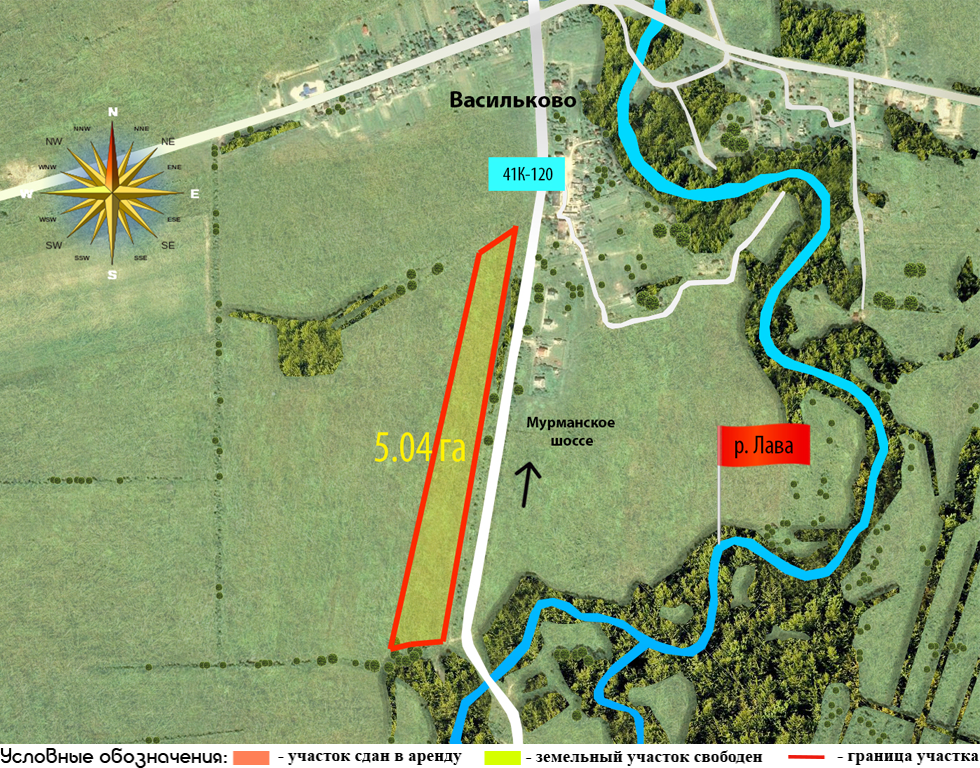 Васильково
N
NNW
NNE
NW
NE
WNW
ENE
W
E
WSW
ESE
SW
SE
SSW
SSE
S
41К-120
5.04 га
Мурманское
шоссе
р. Лава
Условные обозначения:
- участок сдан в аренду
- земельный участок свободен
- граница участка